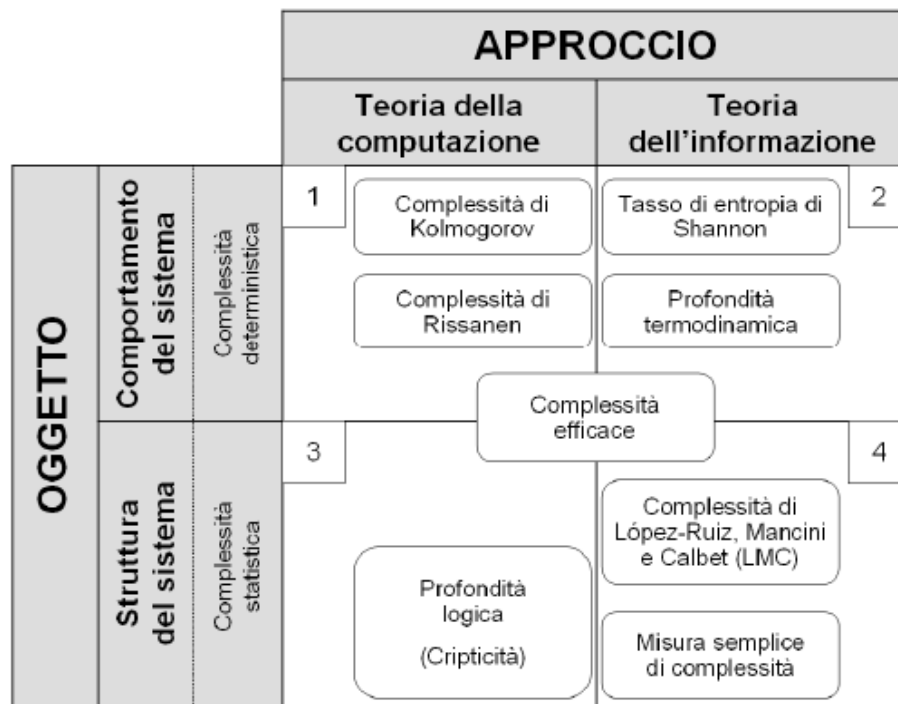 APPROCCIO
Teoria della
computazione
Teoria
dell'informazione
OGGETTO
Comportamento
del sistema
Complessità
deterministica
1
Complessità di
Kolmogorov
Tasso di entropia di
Shannon
2
Complessità di
Rissanen
Profondità
termodinamica
Complessità
efficace
Struttura
del sistema
Complessità
statistica
3
4
Profondità
logica
(Cripticità)
Complessità di
López-Ruiz, Mancini
e Calbet (LMC)
Misura semplice
di complessità